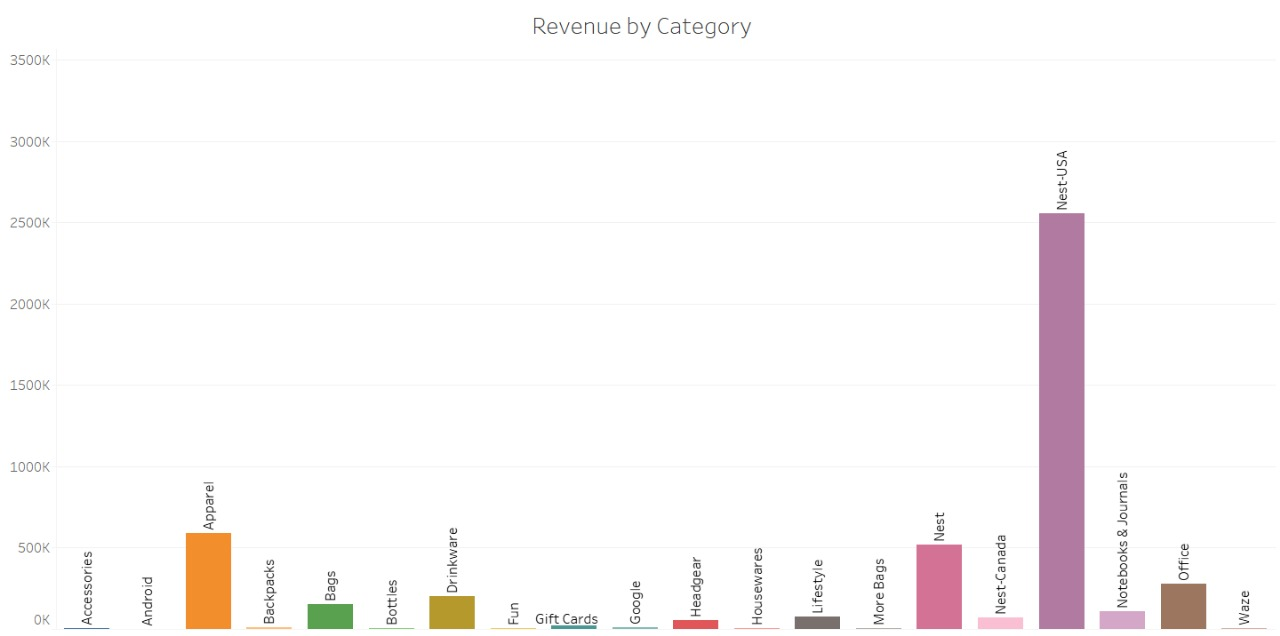 Revenue by Category
3500K
3000K
2500K
2000K
1500K
1000K
500K
0K
Accessories
Android
Apparel
Backpacks
Bags
Bottles
Drinkware
Fun
Gift Cards
Google
Headgear
Housewares
Lifestyle
More Bags
Nest
Nest-Canada
Nest-USA
Notebooks & Journals
Office
Waze